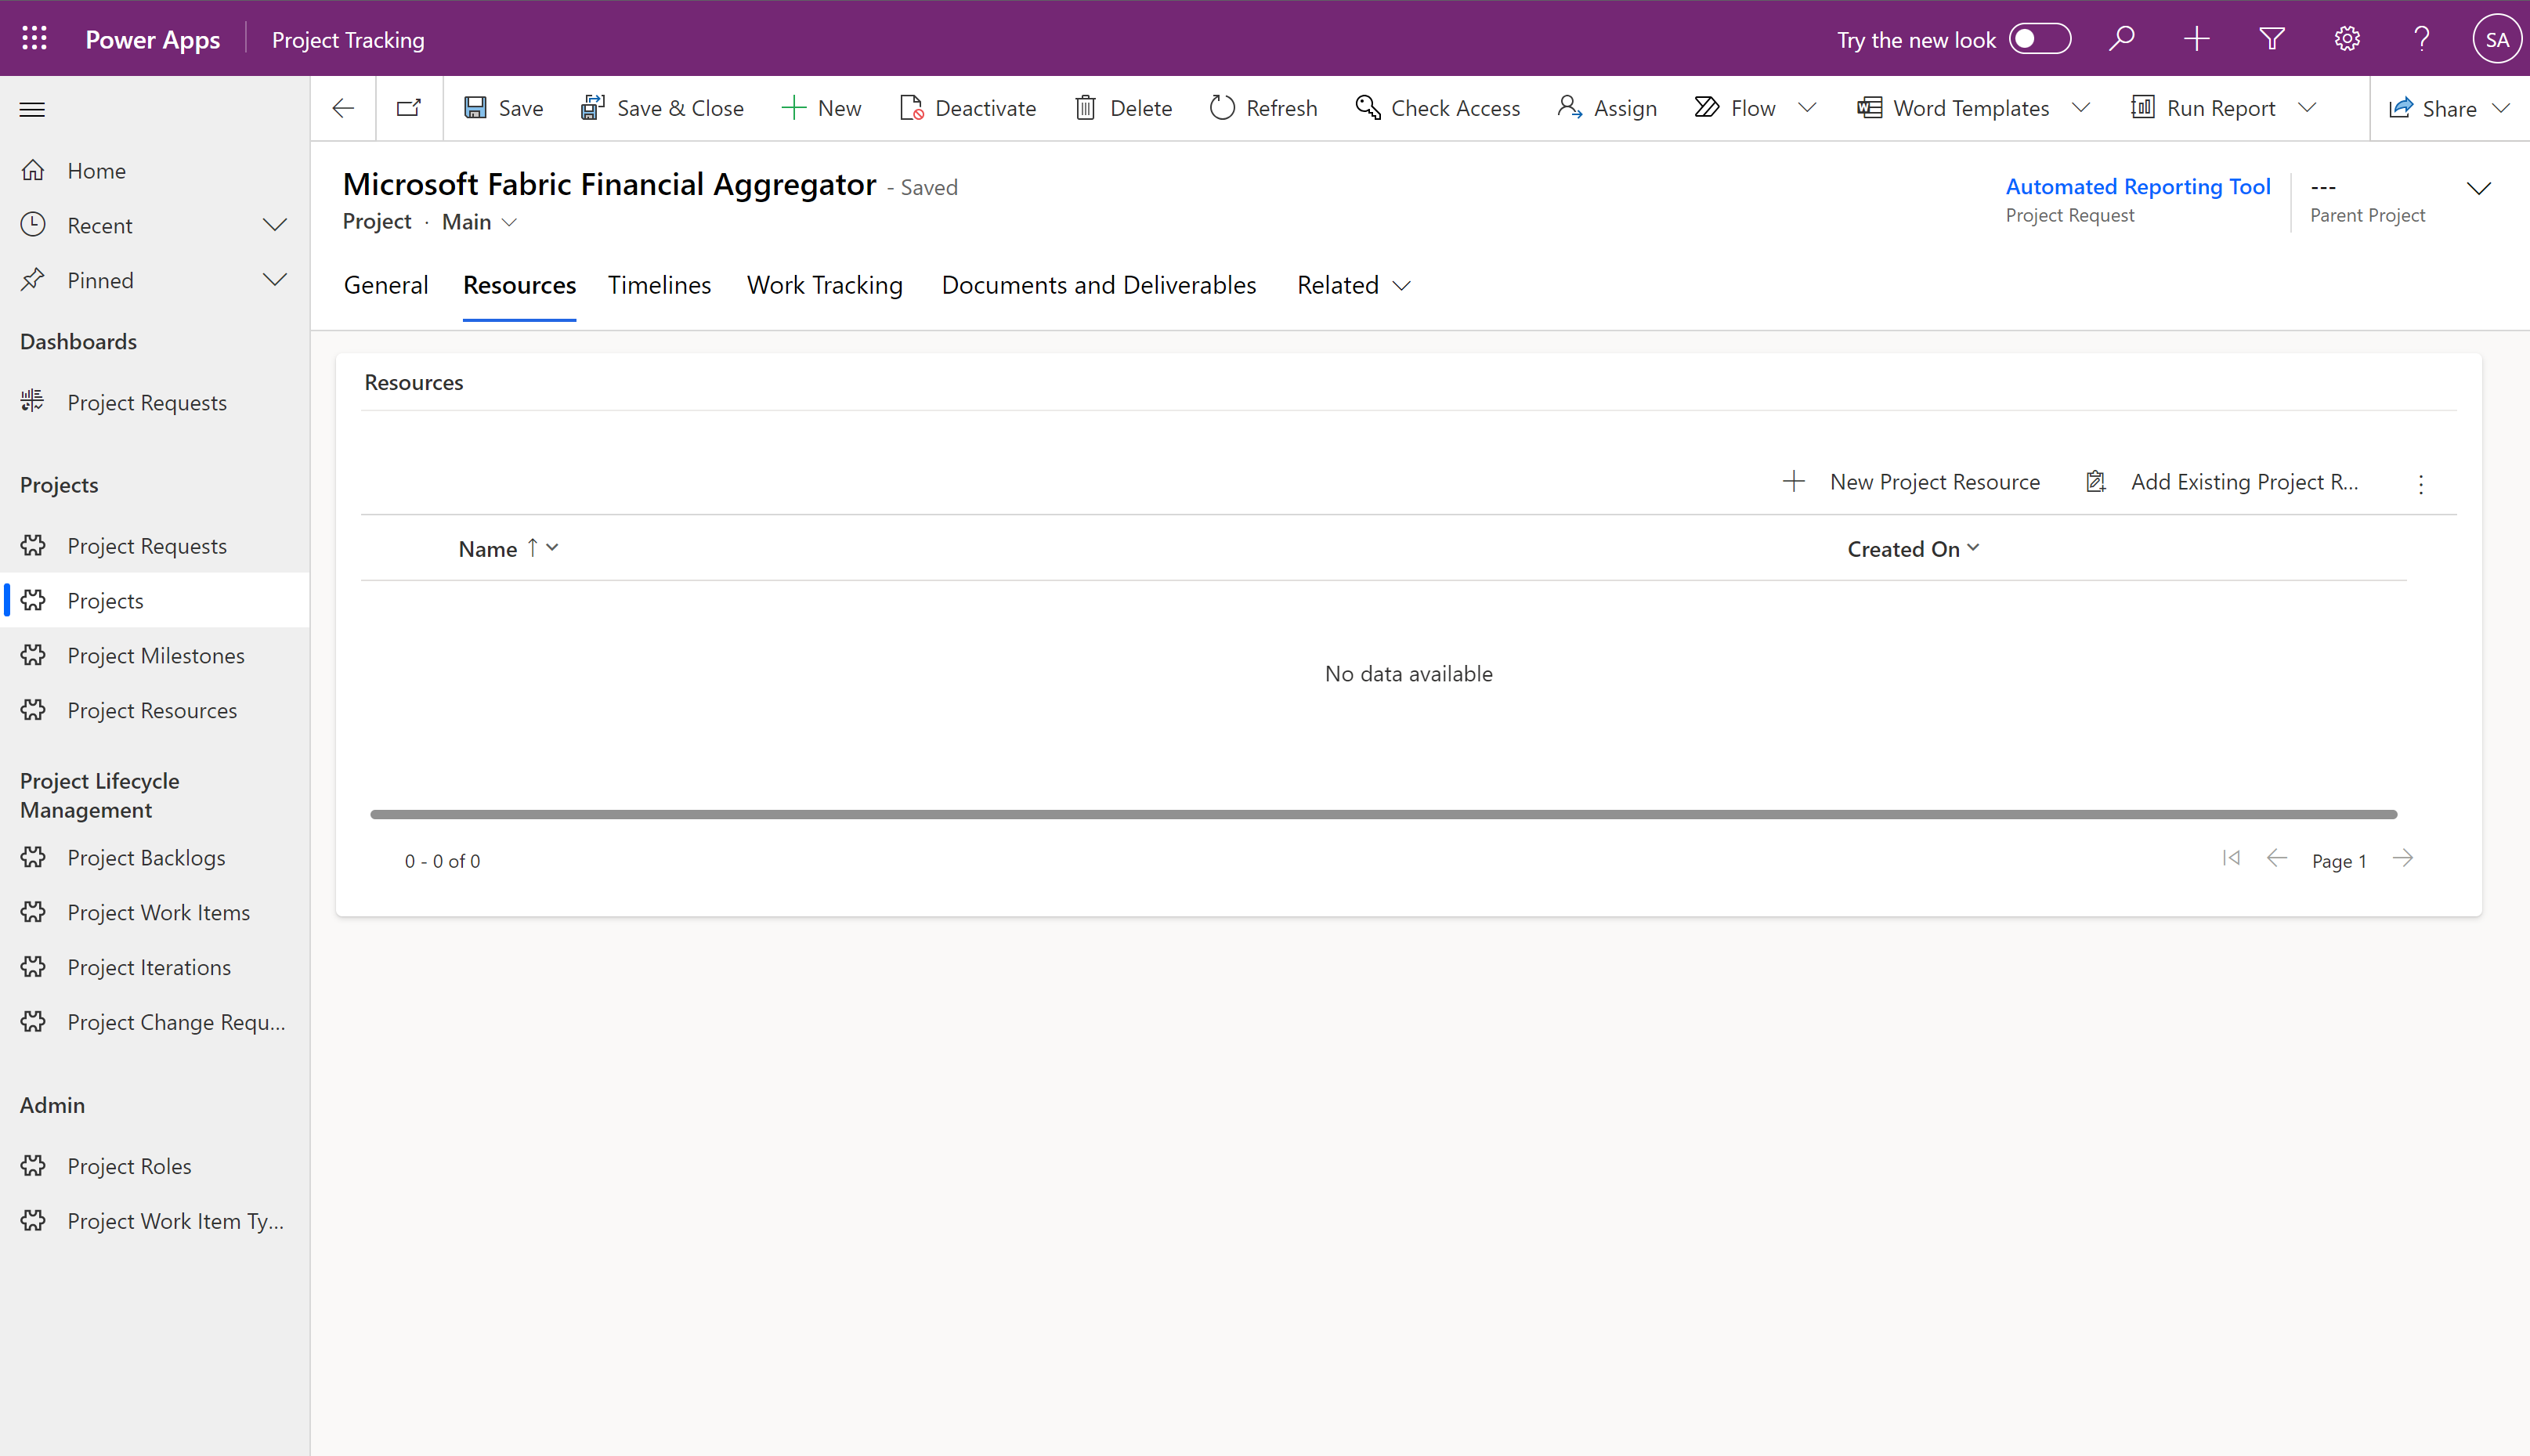 Power Apps
Project Tracking
Try the new look
SA
Save
Save & Close
New
Deactivate
Delete
Refresh
Check Access
Assign
Flow
Word Templates
Run Report
Share
Home
Recent
Pinned
Dashboards
Project Requests
Projects
Project Requests
Projects
Project Milestones
Project Resources
Project Lifecycle
Management
Project Backlogs
Project Work Items
Project Iterations
Project Change Requ...
Admin
Project Roles
Project Work Item Ty...
Microsoft Fabric Financial Aggregator - Saved
Project · Main
Automated Reporting Tool
Project Request
---
Parent Project
General
Resources
Timelines
Work Tracking
Documents and Deliverables
Related
Resources
New Project Resource
Add Existing Project R...
Name
Created On
No data available
0 - 0 of 0
Page 1